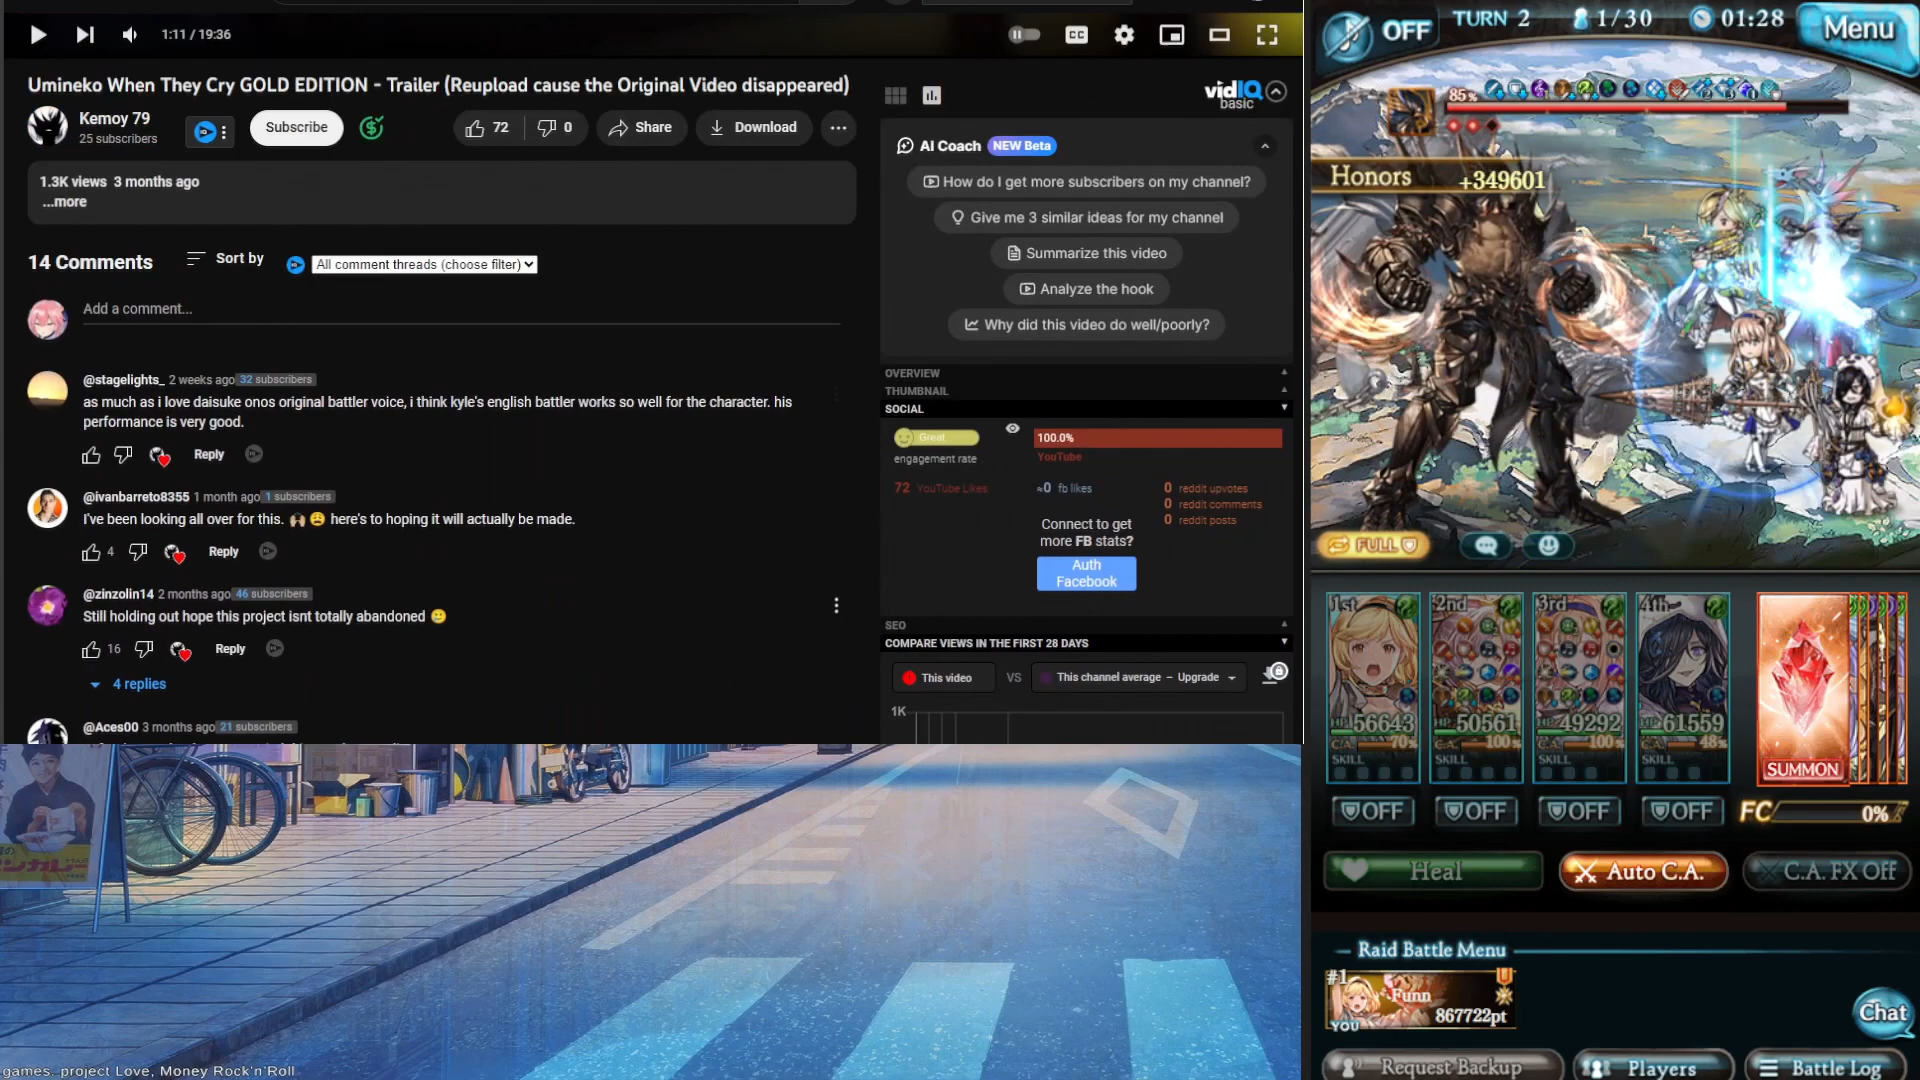 1:11 / 19:36
CC
Umineko When They Cry GOLD EDITION - Trailer (Reupload cause the Original Video disappeared)
Kemoy 79
25 subscribers
Subscribe
72
0
Share
Download
1.3K views 3 months ago
...more
14 Comments
Sort by
All comment threads (choose filter)
Add a comment...
@stagelights_ 2 weeks ago 32 subscribers
as much as i love daisuke onos original battler voice, i think kyle's english battler works so well for the character. his
performance is very good.
Reply
@ivanbarreto8355 1 month ago 1 subscribers
I've been looking all over for this. 🙌 😩 here's to hoping it will actually be made.
4 Reply
@zinzolin14 2 months ago 46 subscribers
Still holding out hope this project isnt totally abandoned 🥲
16 Reply
4 replies
@Aces00 3 months ago 21 subscribers
vidIQ
basic
AI Coach NEW Beta
How do I get more subscribers on my channel?
Give me 3 similar ideas for my channel
Summarize this video
Analyze the hook
Why did this video do well/poorly?
OVERVIEW
THUMBNAIL
SOCIAL
Great
engagement rate
100.0%
YouTube
72 YouTube Likes
≈0 fb likes
0 reddit upvotes
0 reddit comments
0 reddit posts
Connect to get
more FB stats?
Auth
Facebook
SEO
COMPARE VIEWS IN THE FIRST 28 DAYS
This video
VS
This channel average – Upgrade
1K
games. project Love, Money Rock'n'Roll
OFF
TURN 2
1/30
01:28
Menu
85%
Honors +349601
FULL
1st
2nd
3rd
4th
HP 56643
HP 50561
HP 49292
HP 61559
C.A. 70%
C.A. 100%
C.A. 100%
C.A. 48%
SKILL
SKILL
SKILL
SKILL
SUMMON
OFF
OFF
OFF
OFF
FC 0%
Heal
Auto C.A.
C.A. FX Off
Raid Battle Menu
#1
Funn
YOU
867722pt
Chat
Request Backup
Players
Battle Log